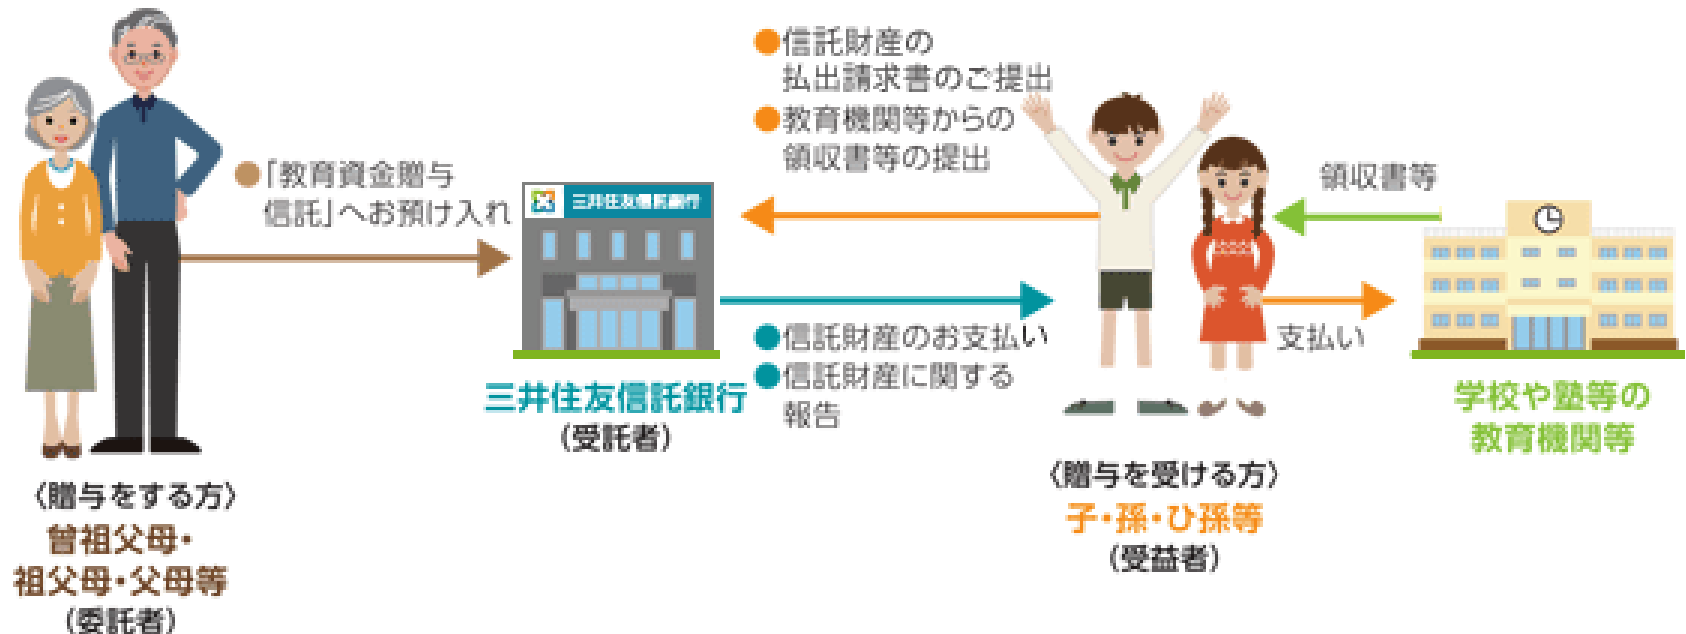 ●信託財産の
払出請求書のご提出
●教育機関等からの
領収書等の提出
●「教育資金贈与
信託」へお預け入れ
三井住友信託銀行
領収書等
●信託財産のお支払い
●信託財産に関する
報告
支払い
三井住友信託銀行
(受託者)
学校や塾等の
教育機関等
〈贈与をする方〉
曽祖父母・
祖父母・父母等
(委託者)
〈贈与を受ける方〉
子・孫・ひ孫等
(受益者)